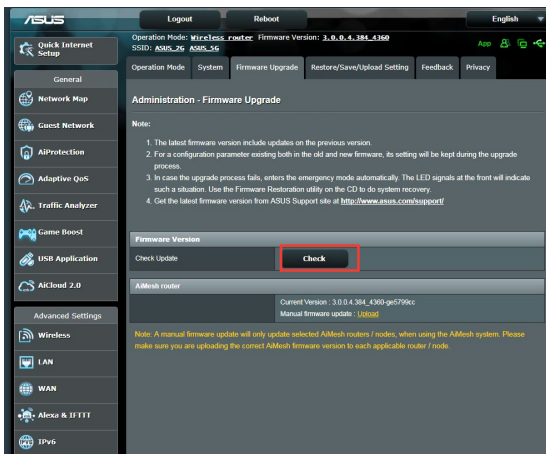 ASUS Logout Reboot English
Quick Internet Setup
Operation Mode: Wireless router Firmware Version: 3.0.0.4.384_4360
SSID: ASUS_2G ASUS_5G
App
Operation Mode System Firmware Upgrade Restore/Save/Upload Setting Feedback Privacy
General
Network Map
Guest Network
AiProtection
Adaptive QoS
Traffic Analyzer
Game Boost
USB Application
AiCloud 2.0
Advanced Settings
Wireless
LAN
WAN
Alexa & IFTTT
IPv6
Administration - Firmware Upgrade
Note:
1. The latest firmware version include updates on the previous version.
2. For a configuration parameter existing both in the old and new firmware, its setting will be kept during the upgrade
process.
3. In case the upgrade process fails, enters the emergency mode automatically. The LED signals at the front will indicate
such a situation. Use the Firmware Restoration utility on the CD to do system recovery.
4. Get the latest firmware version from ASUS Support site at http://www.asus.com/support/
Firmware Version
Check Update Check
AiMesh router
Current Version : 3.0.0.4.384_4360-ge5799cc
Manual firmware update : Upload
Note: A manual firmware update will only update selected AiMesh routers / nodes, when using the AiMesh system. Please
make sure you are uploading the correct AiMesh firmware version to each applicable router / node.